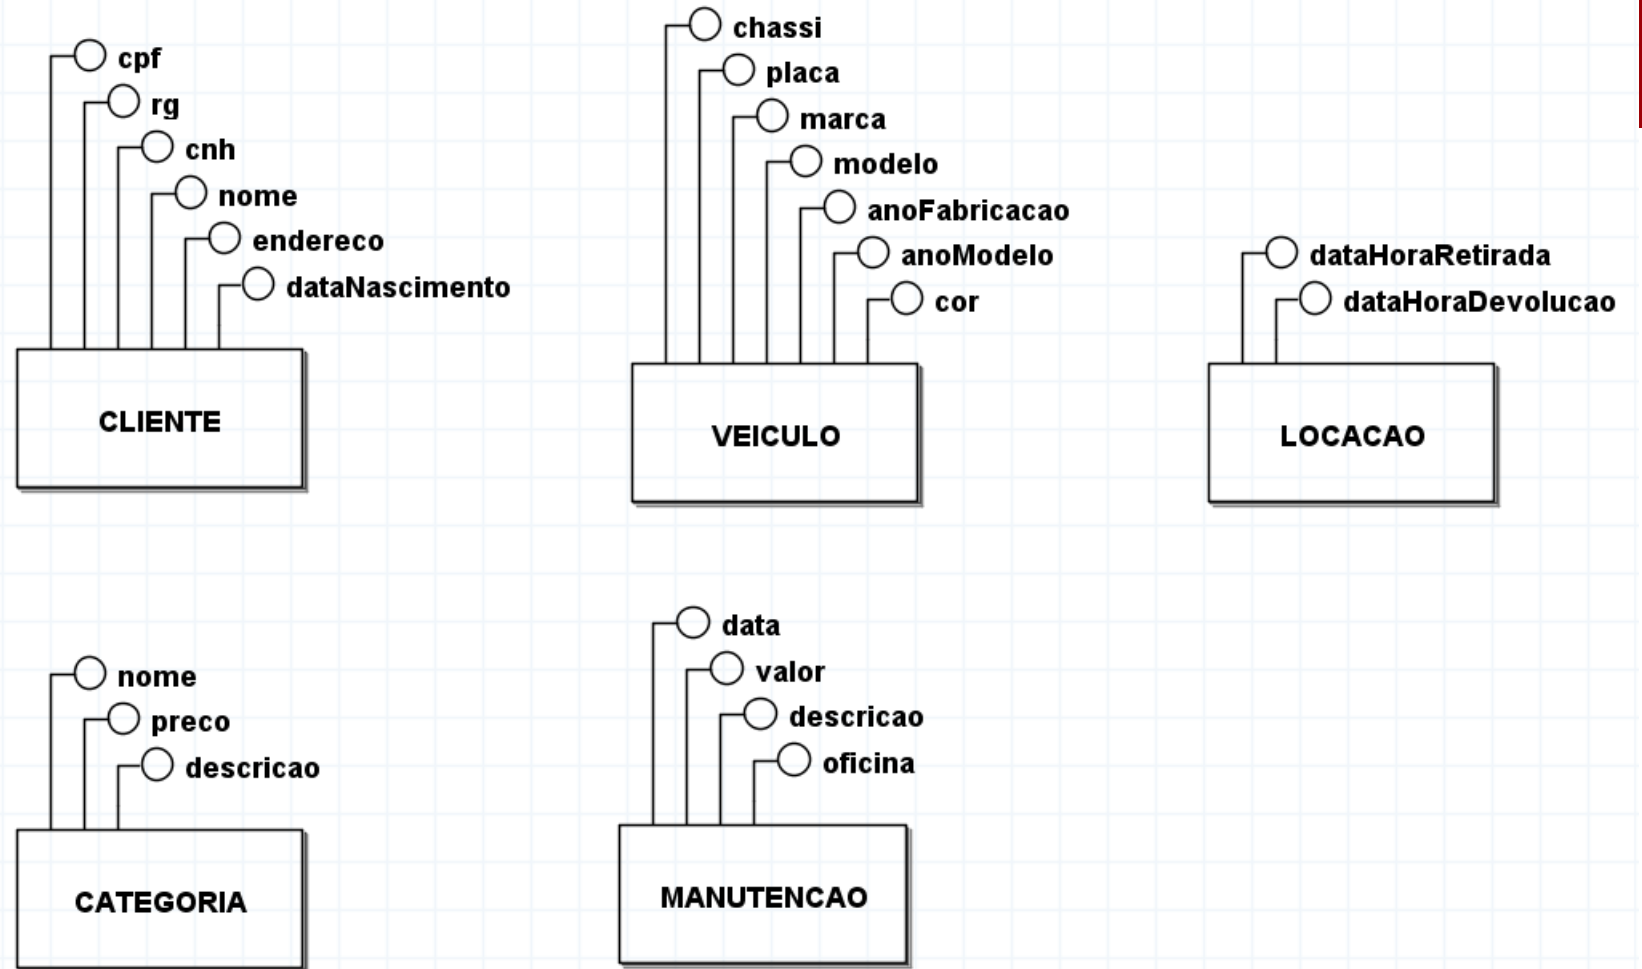 cpf
rg
cnh
nome
endereco
dataNascimento
CLIENTE
chassi
placa
marca
modelo
anoFabricacao
anoModelo
cor
VEICULO
dataHoraRetirada
dataHoraDevolucao
LOCACAO
nome
preco
descricao
CATEGORIA
data
valor
descricao
oficina
MANUTENCAO